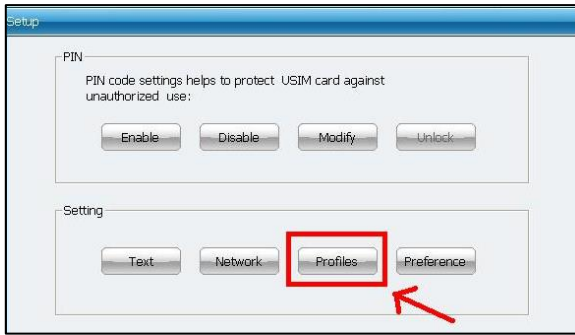 Setup
PIN
PIN code settings helps to protect USIM card against
unauthorized use:
Enable Disable Modify Unlock
Setting
Text Network Profiles Preference